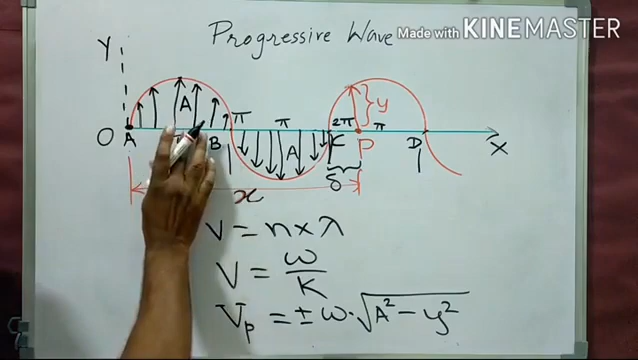 Progressive Wave
Made with KINEMASTER
Y
A
π
A
π
2π
y
O
A
B
K
P
π
D
X
δ
x
V = n × λ
V = ω/K
Vp = ± ω · √A² − y²